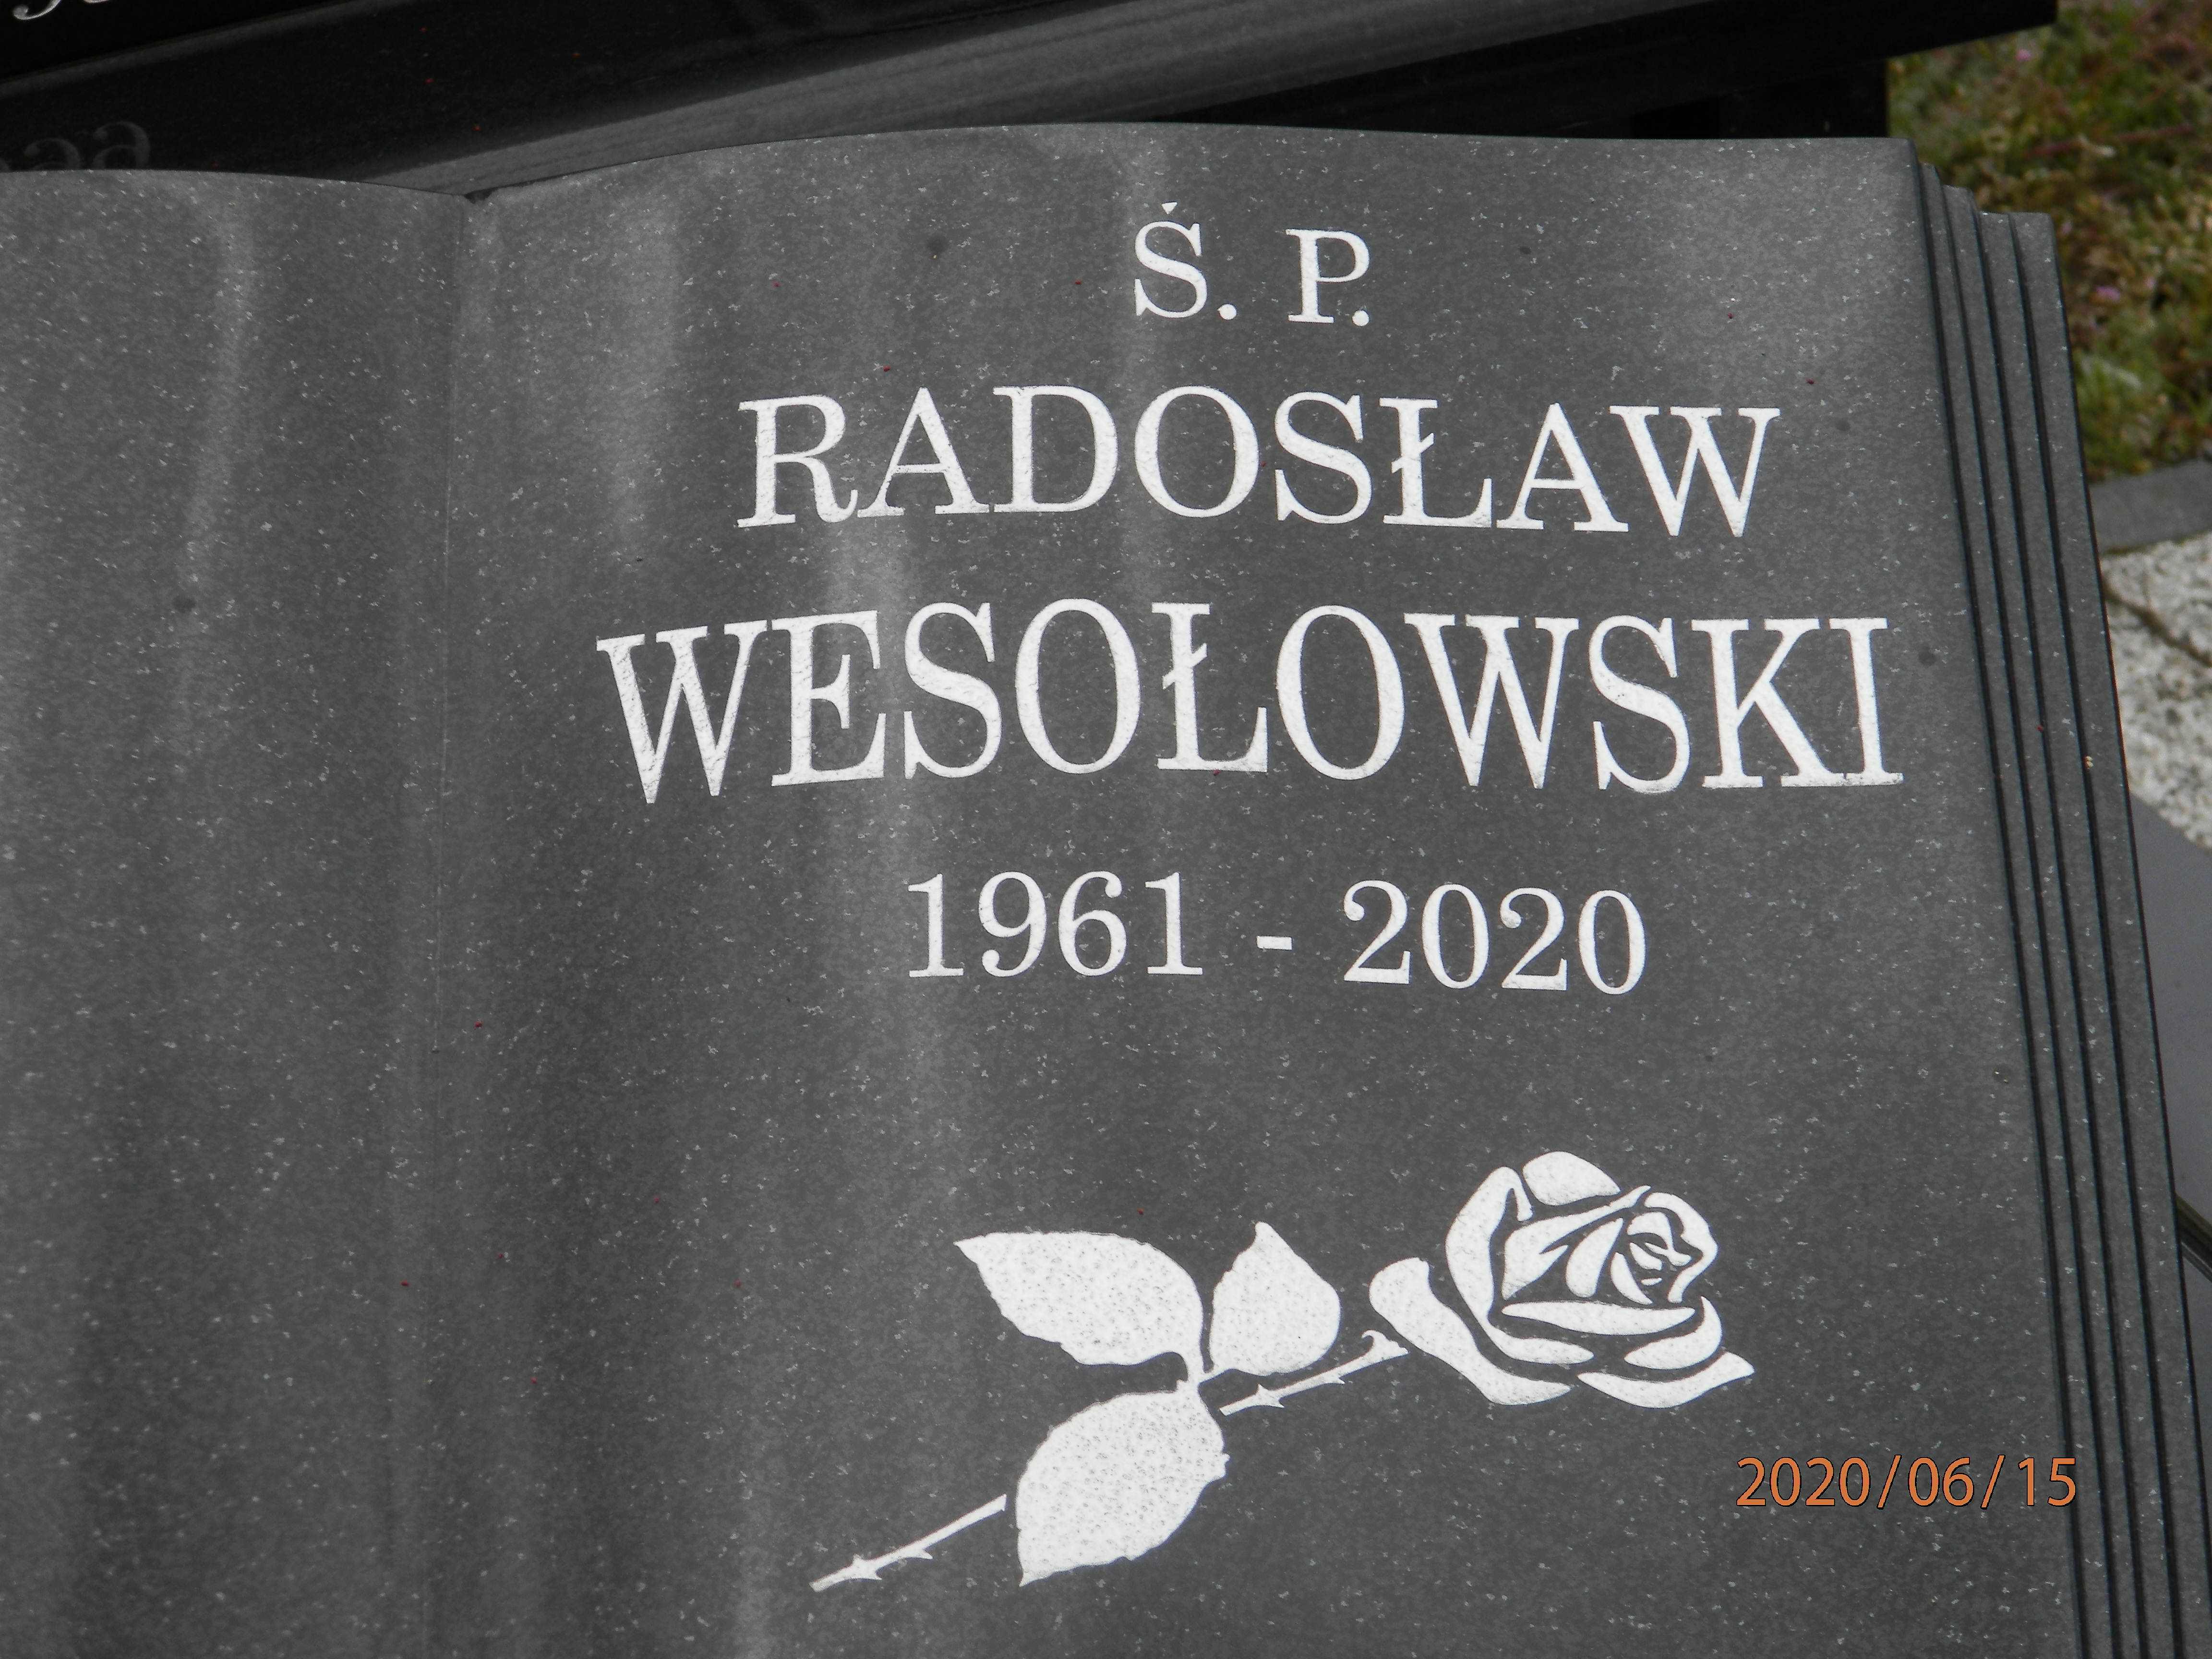 Ś. P.
RADOSŁAW
WESOŁOWSKI
1961 - 2020
2020/06/15